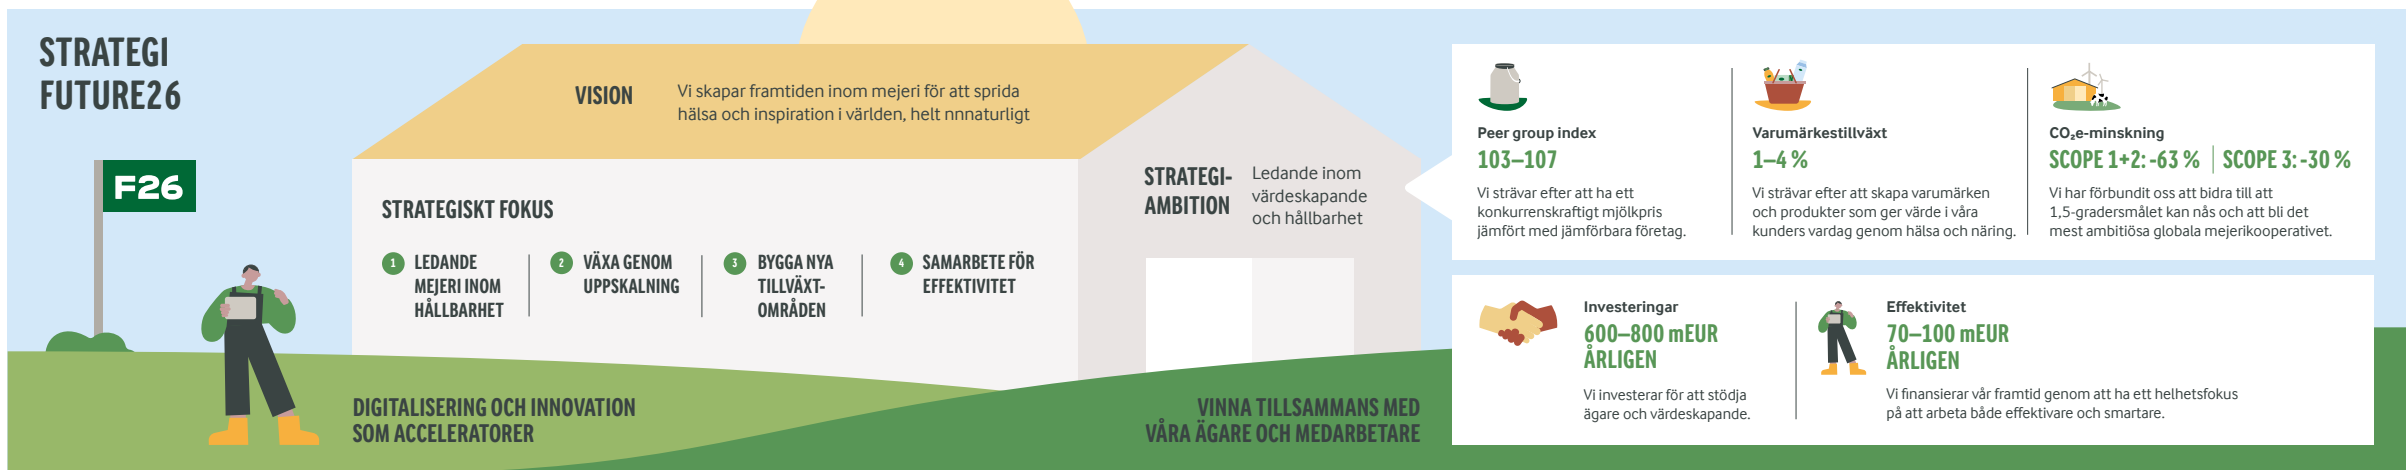 STRATEGI
FUTURE26
F26
VISION
Vi skapar framtiden inom mejeri för att sprida
hälsa och inspiration i världen, helt nnnaturligt
STRATEGISKT FOKUS
1
LEDANDE
MEJERI INOM
HÅLLBARHET
2
VÄXA GENOM
UPPSKALNING
3
BYGGA NYA
TILLVÄXT-
OMRÅDEN
4
SAMARBETE FÖR
EFFEKTIVITET
STRATEGI-
AMBITION
Ledande inom
värdeskapande
och hållbarhet
DIGITALISERING OCH INNOVATION
SOM ACCELERATORER
VINNA TILLSAMMANS MED
VÅRA ÄGARE OCH MEDARBETARE
Peer group index
103–107
Vi strävar efter att ha ett
konkurrenskraftigt mjölkpris
jämfört med jämförbara företag.
Varumärkestillväxt
1–4 %
Vi strävar efter att skapa varumärken
och produkter som ger värde i våra
kunders vardag genom hälsa och näring.
CO₂e-minskning
SCOPE 1+2: -63 % | SCOPE 3: -30 %
Vi har förbundit oss att bidra till att
1,5-gradersmålet kan nås och att bli det
mest ambitiösa globala mejerikooperativet.
Investeringar
600–800 mEUR
ÅRLIGEN
Vi investerar för att stödja
ägare och värdeskapande.
Effektivitet
70–100 mEUR
ÅRLIGEN
Vi finansierar vår framtid genom att ha ett helhetsfokus
på att arbeta både effektivare och smartare.